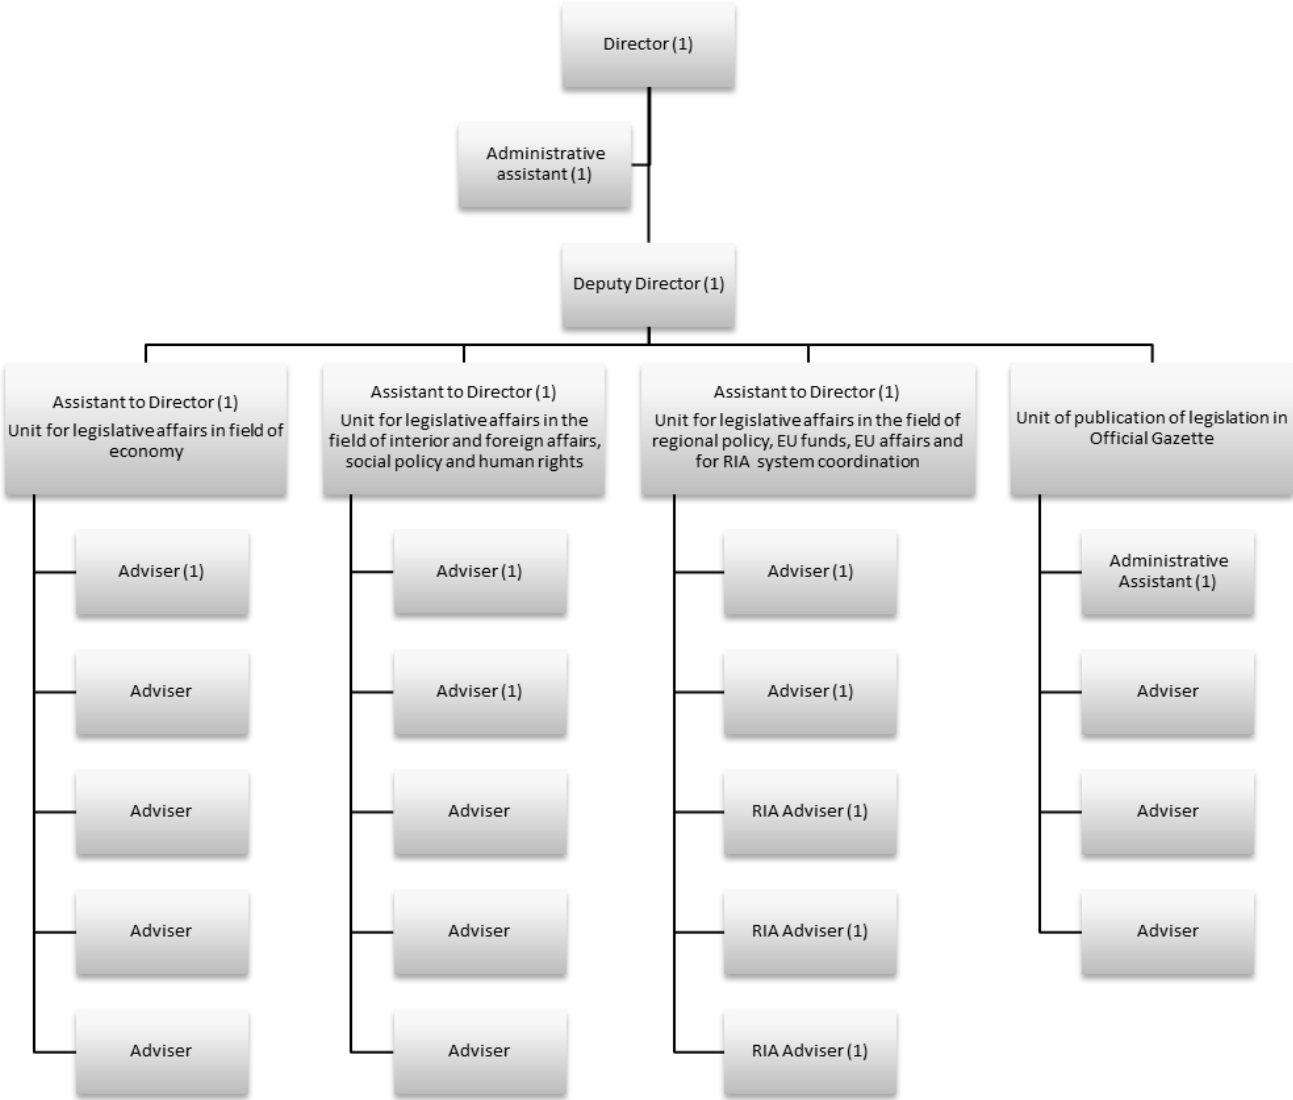 Director (1)
Administrative
assistant (1)
Deputy Director (1)
Assistant to Director (1)
Unit for legislative affairs in field of
economy
Adviser (1)
Adviser
Adviser
Adviser
Adviser
Assistant to Director (1)
Unit for legislative affairs in the
field of interior and foreign affairs,
social policy and human rights
Adviser (1)
Adviser (1)
Adviser
Adviser
Adviser
Assistant to Director (1)
Unit for legislative affairs in the field of
regional policy, EU funds, EU affairs and
for RIA system coordination
Adviser (1)
Adviser (1)
RIA Adviser (1)
RIA Adviser (1)
RIA Adviser (1)
Unit of publication of legislation in
Official Gazette
Administrative
Assistant (1)
Adviser
Adviser
Adviser